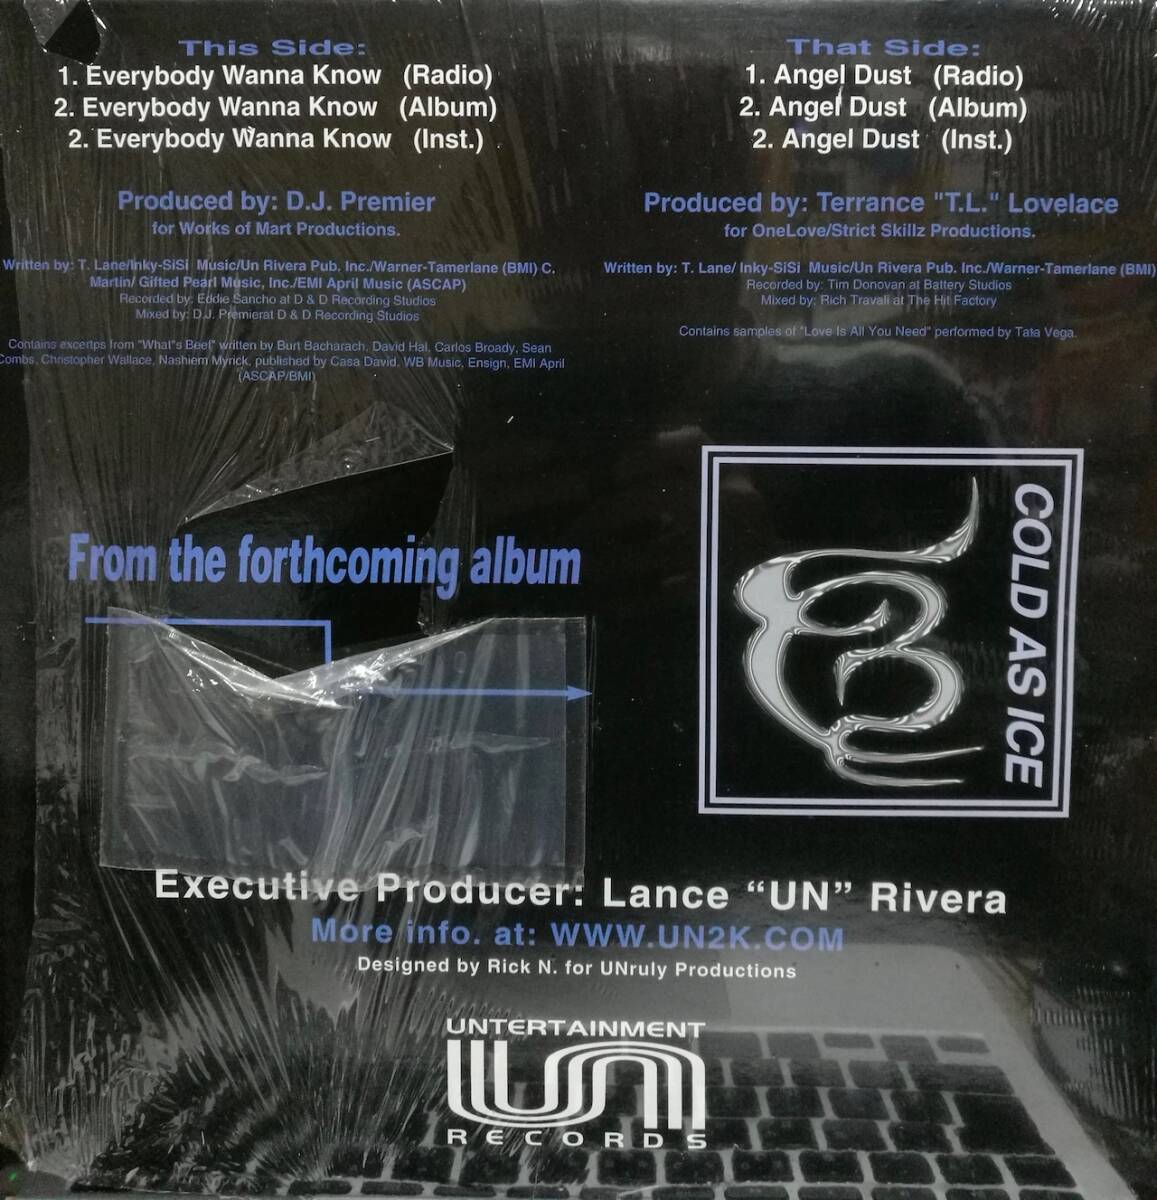 This Side:
1. Everybody Wanna Know (Radio)
2. Everybody Wanna Know (Album)
2. Everybody Wanna Know (Inst.)
Produced by: D.J. Premier
for Works of Mart Productions.
Written by: T. Lane/Inky-SiSi Music/Un Rivera Pub. Inc./Warner-Tamerlane (BMI) C.
Martin/ Gifted Pearl Music, Inc./EMI April Music (ASCAP)
Recorded by: Eddie Sancho at D & D Recording Studios
Mixed by: D.J. Premierat D & D Recording Studios
Contains excertps from "What"s Beef" written by Burt Bacharach, David Hal, Carlos Broady, Sean
Combs, Christopher Wallace, Nashiem Myrick, published by Casa David. WB Music, Ensign, EMI April
(ASCAP/BMI)
That Side:
1. Angel Dust (Radio)
2. Angel Dust (Album)
2. Angel Dust (Inst.)
Produced by: Terrance "T.L." Lovelace
for OneLove/Strict Skillz Productions.
Written by: T. Lane/ Inky-SiSi Music/Un Rivera Pub. Inc./Warner-Tamerlane (BMI)
Recorded by: Tim Donovan at Battery Studios
Mixed by: Rich Travali at The Hit Factory
Contains samples of "Love Is All You Need" performed by Tata Vega.
From the forthcoming album
COLD AS ICE
Executive Producer: Lance “UN” Rivera
More info. at: WWW.UN2K.COM
Designed by Rick N. for UNruly Productions
UNTERTAINMENT
UN
RECORDS